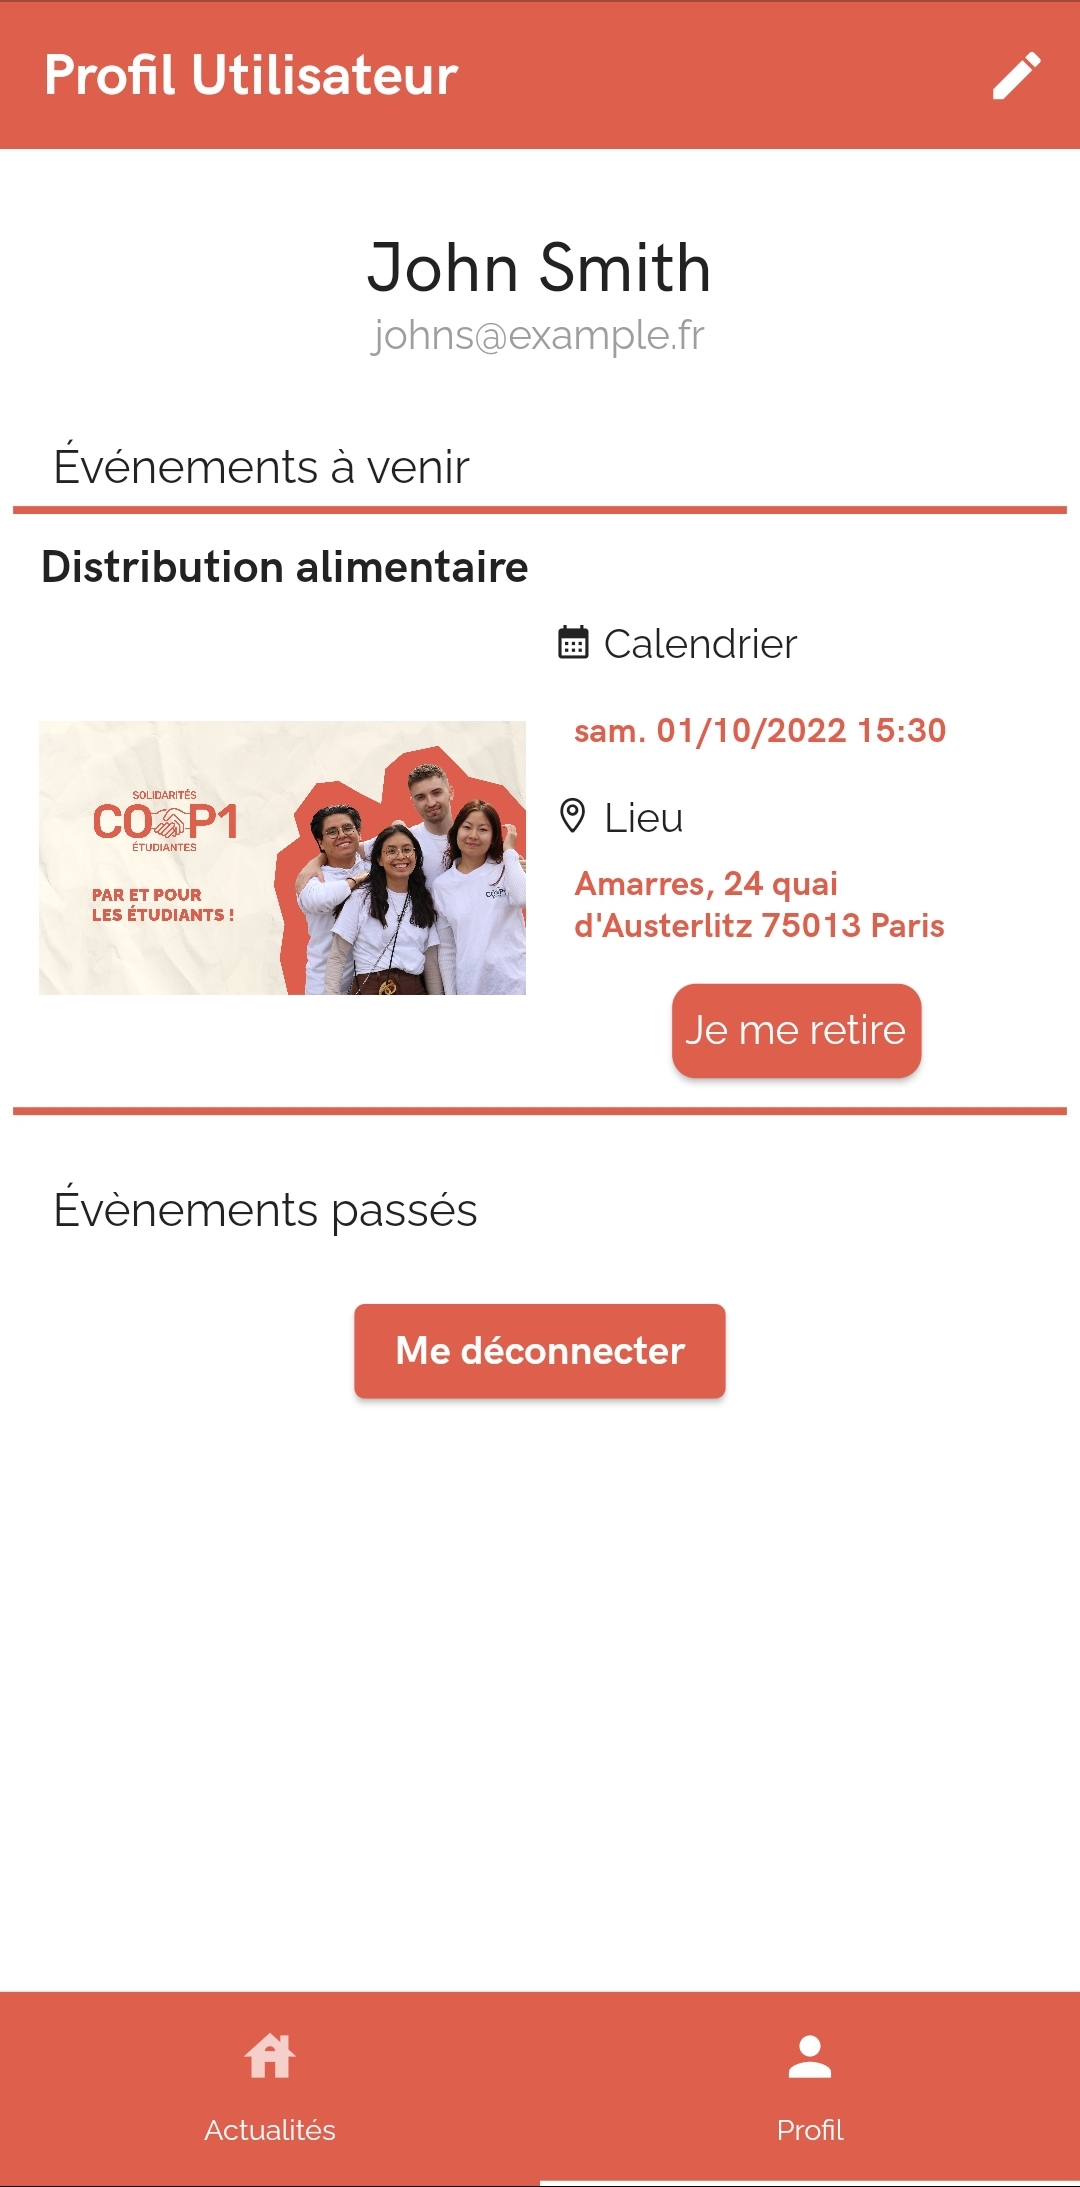 Profil Utilisateur
John Smith
johns@example.fr
Événements à venir
Distribution alimentaire
Calendrier
sam. 01/10/2022 15:30
Lieu
Amarres, 24 quai
d'Austerlitz 75013 Paris
Je me retire
SOLIDARITÉS
COP1
ÉTUDIANTES
PAR ET POUR
LES ÉTUDIANTS !
Évènements passés
Me déconnecter
Actualités
Profil